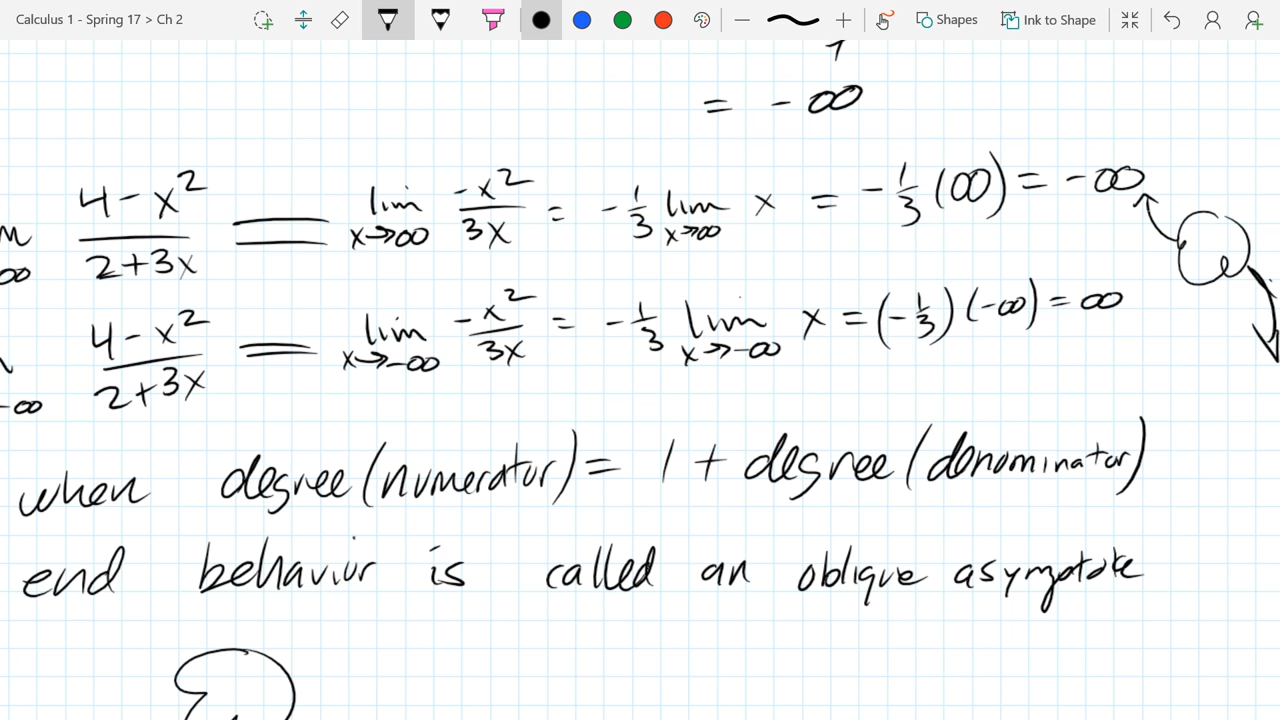 Calculus 1 - Spring 17 > Ch 2 Shapes Ink to Shape
= -∞
4-x² / 2+3x = lim x→∞ -x²/3x = -1/3 lim x→∞ x = -1/3 (∞) = -∞
∞
4-x² / 2+3x = lim x→-∞ -x²/3x = -1/3 lim x→-∞ x = (-1/3)(-∞) = ∞
-∞
when degree(numerator) = 1 + degree(denominator)
end behavior is called an oblique asymptote